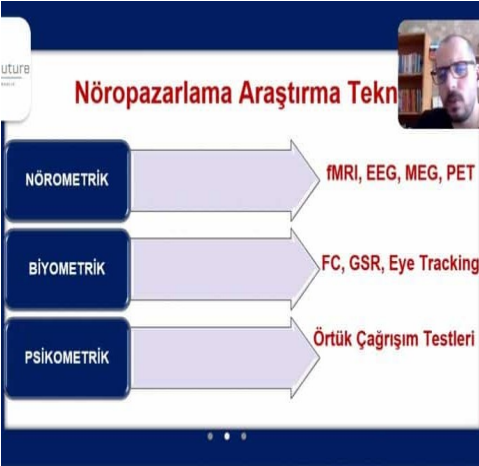 uture
Nöropazarlama Araştırma Tekn
NÖROMETRİK
fMRI, EEG, MEG, PET
BİYOMETRİK
FC, GSR, Eye Tracking
PSİKOMETRİK
Örtük Çağrışım Testleri